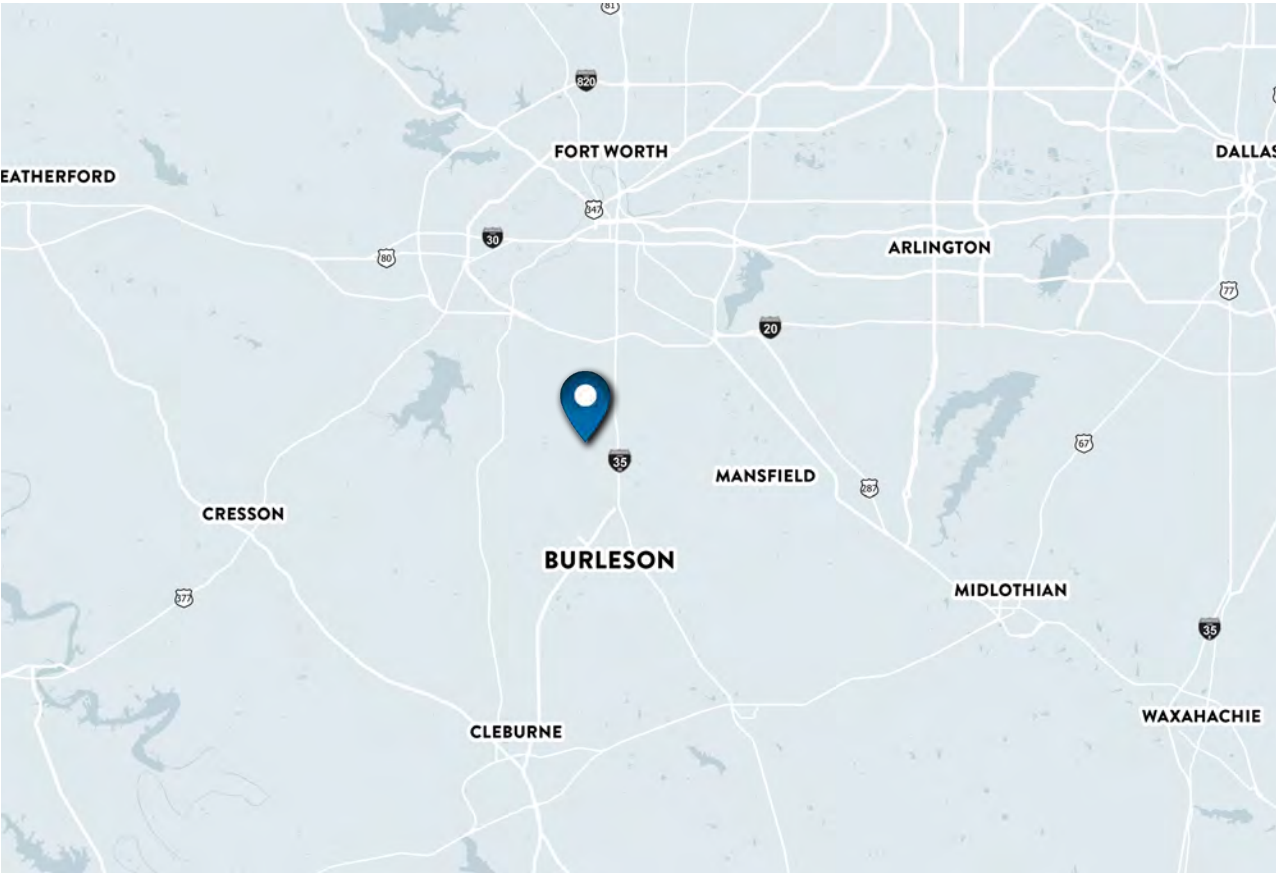 81
820
FORT WORTH
DALLAS
EATHERFORD
347
30
80
ARLINGTON
77
20
67
35
MANSFIELD
287
CRESSON
BURLESON
377
MIDLOTHIAN
35
WAXAHACHIE
CLEBURNE